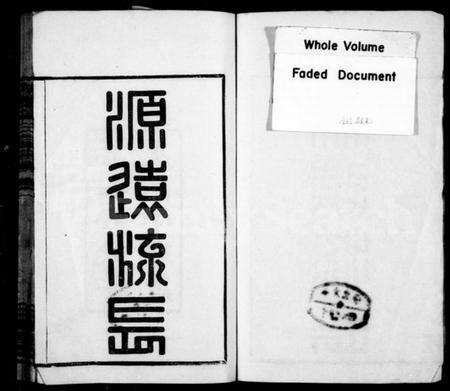 源遠流長
Whole Volume
Faded Document